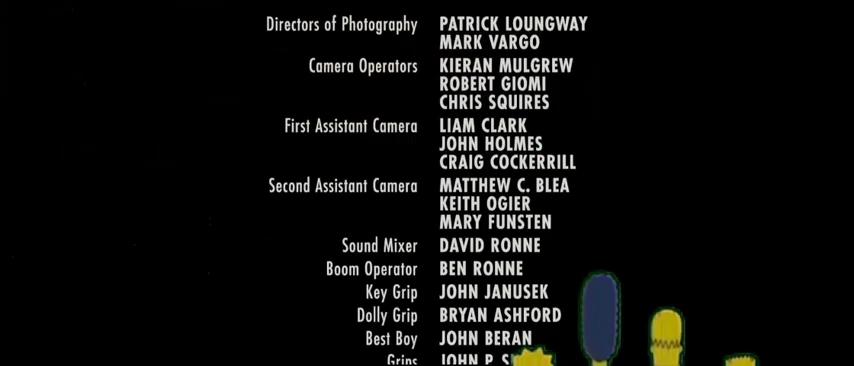 Directors of Photography PATRICK LOUNGWAY
MARK VARGO
Camera Operators KIERAN MULGREW
ROBERT GIOMI
CHRIS SQUIRES
First Assistant Camera LIAM CLARK
JOHN HOLMES
CRAIG COCKERRILL
Second Assistant Camera MATTHEW C. BLEA
KEITH OGIER
MARY FUNSTEN
Sound Mixer DAVID RONNE
Boom Operator BEN RONNE
Key Grip JOHN JANUSEK
Dolly Grip BRYAN ASHFORD
Best Boy JOHN BERAN
Grips JOHN P.